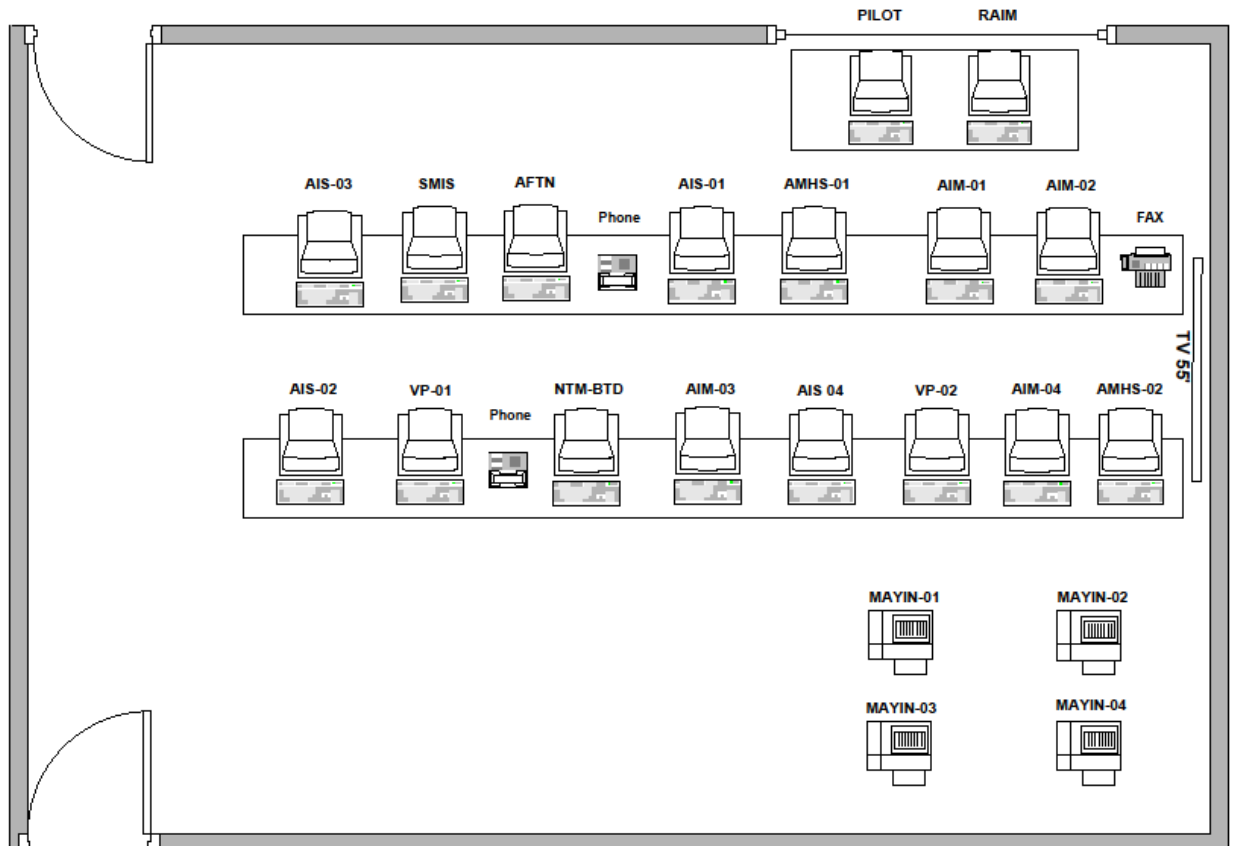 PILOT RAIM
AIS-03 SMIS AFTN Phone AIS-01 AMHS-01 AIM-01 AIM-02 FAX
TV 55'
AIS-02 VP-01 Phone NTM-BTD AIM-03 AIS 04 VP-02 AIM-04 AMHS-02
MAYIN-01 MAYIN-02
MAYIN-03 MAYIN-04